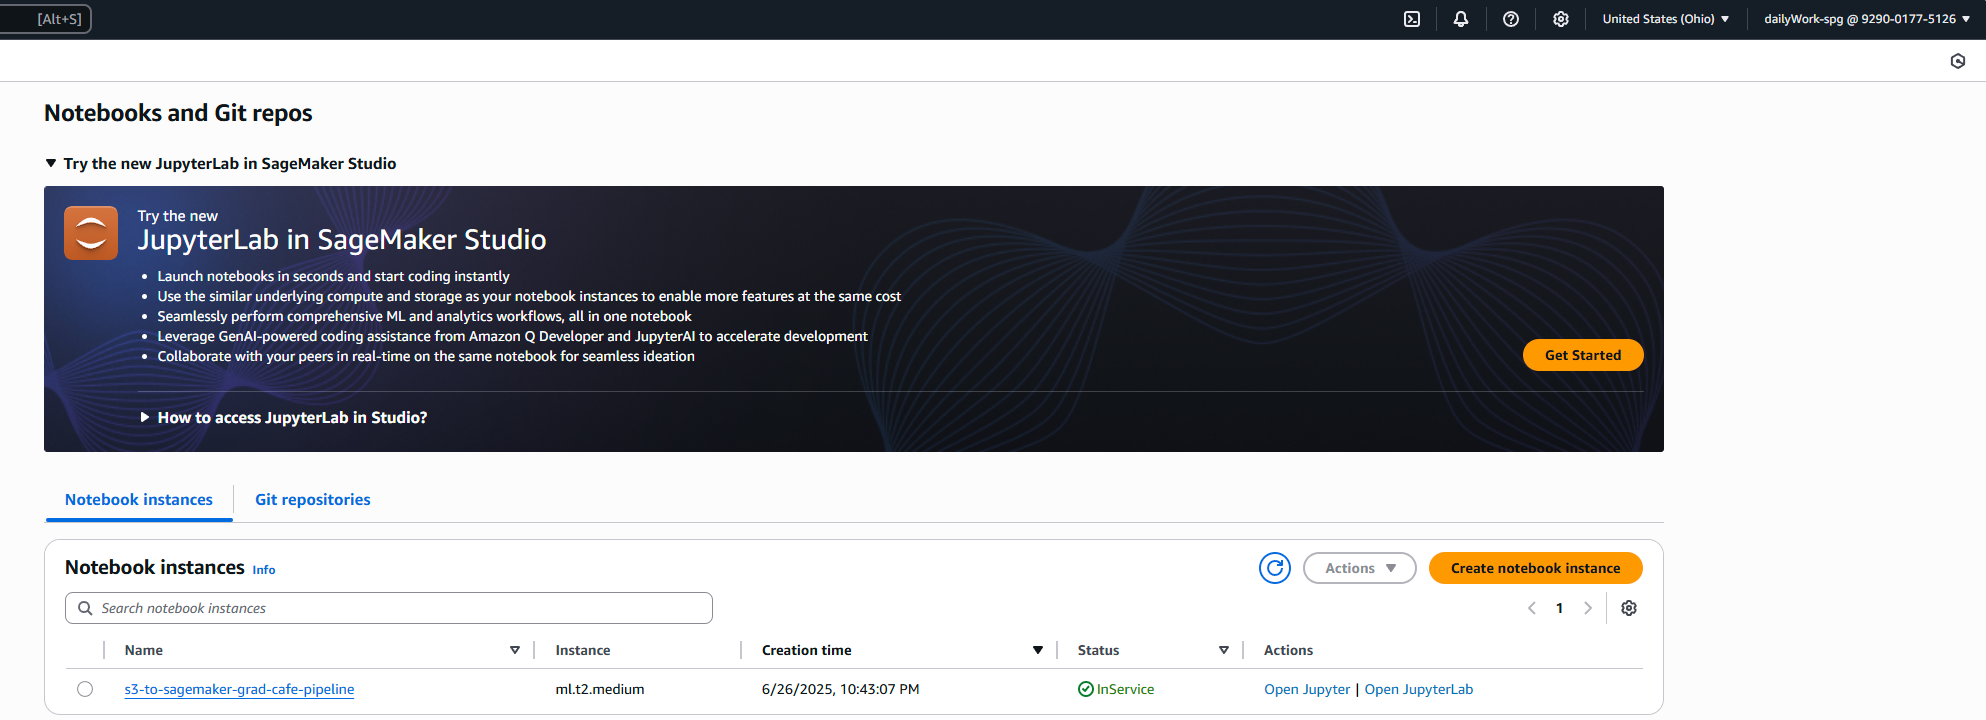 [Alt+S]
United States (Ohio)
dailyWork-spg @ 9290-0177-5126
Notebooks and Git repos
Try the new JupyterLab in SageMaker Studio
Try the new
JupyterLab in SageMaker Studio
Launch notebooks in seconds and start coding instantly
Use the similar underlying compute and storage as your notebook instances to enable more features at the same cost
Seamlessly perform comprehensive ML and analytics workflows, all in one notebook
Leverage GenAI-powered coding assistance from Amazon Q Developer and JupyterAI to accelerate development
Collaborate with your peers in real-time on the same notebook for seamless ideation
Get Started
How to access JupyterLab in Studio?
Notebook instances
Git repositories
Notebook instances Info
Actions
Create notebook instance
Search notebook instances
1
Name Instance Creation time Status Actions
s3-to-sagemaker-grad-cafe-pipeline ml.t2.medium 6/26/2025, 10:43:07 PM InService Open Jupyter | Open JupyterLab